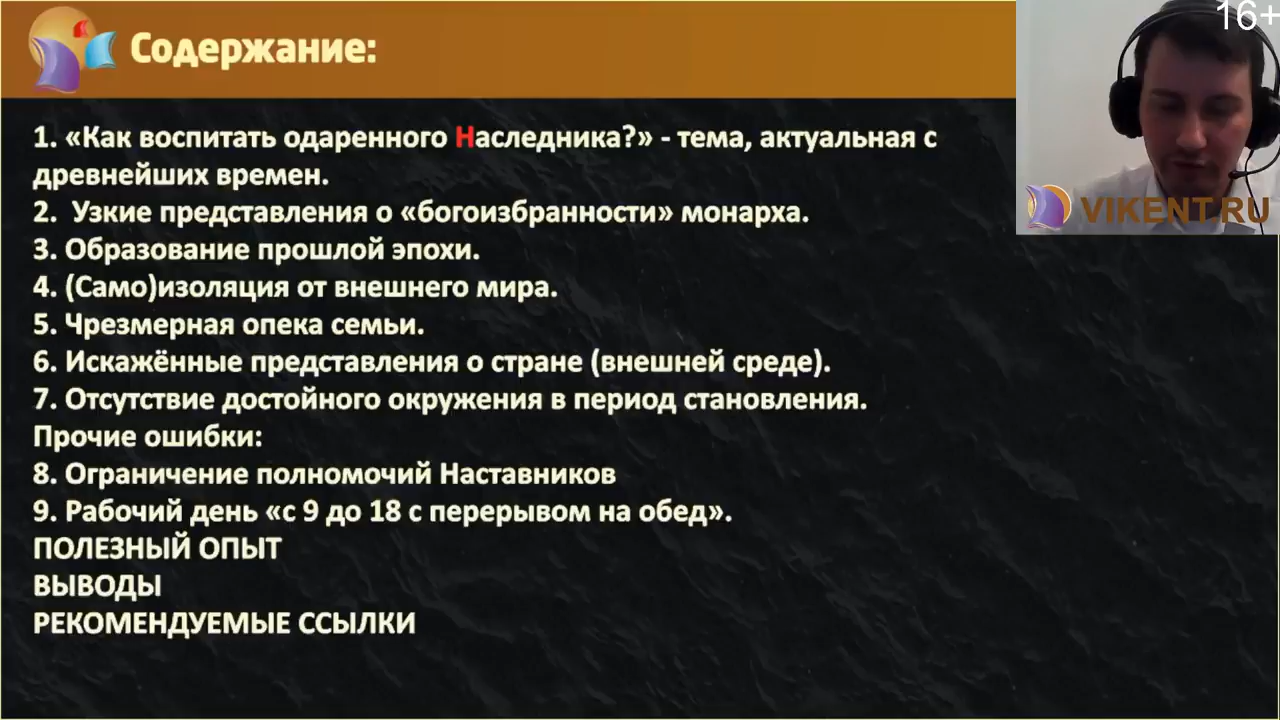 Содержание:
16+
1. «Как воспитать одаренного Наследника?» - тема, актуальная с
древнейших времен.
2. Узкие представления о «богоизбранности» монарха.
3. Образование прошлой эпохи.
4. (Само)изоляция от внешнего мира.
5. Чрезмерная опека семьи.
6. Искажённые представления о стране (внешней среде).
7. Отсутствие достойного окружения в период становления.
Прочие ошибки:
8. Ограничение полномочий Наставников
9. Рабочий день «с 9 до 18 с перерывом на обед».
ПОЛЕЗНЫЙ ОПЫТ
ВЫВОДЫ
РЕКОМЕНДУЕМЫЕ ССЫЛКИ
VIKENT.RU